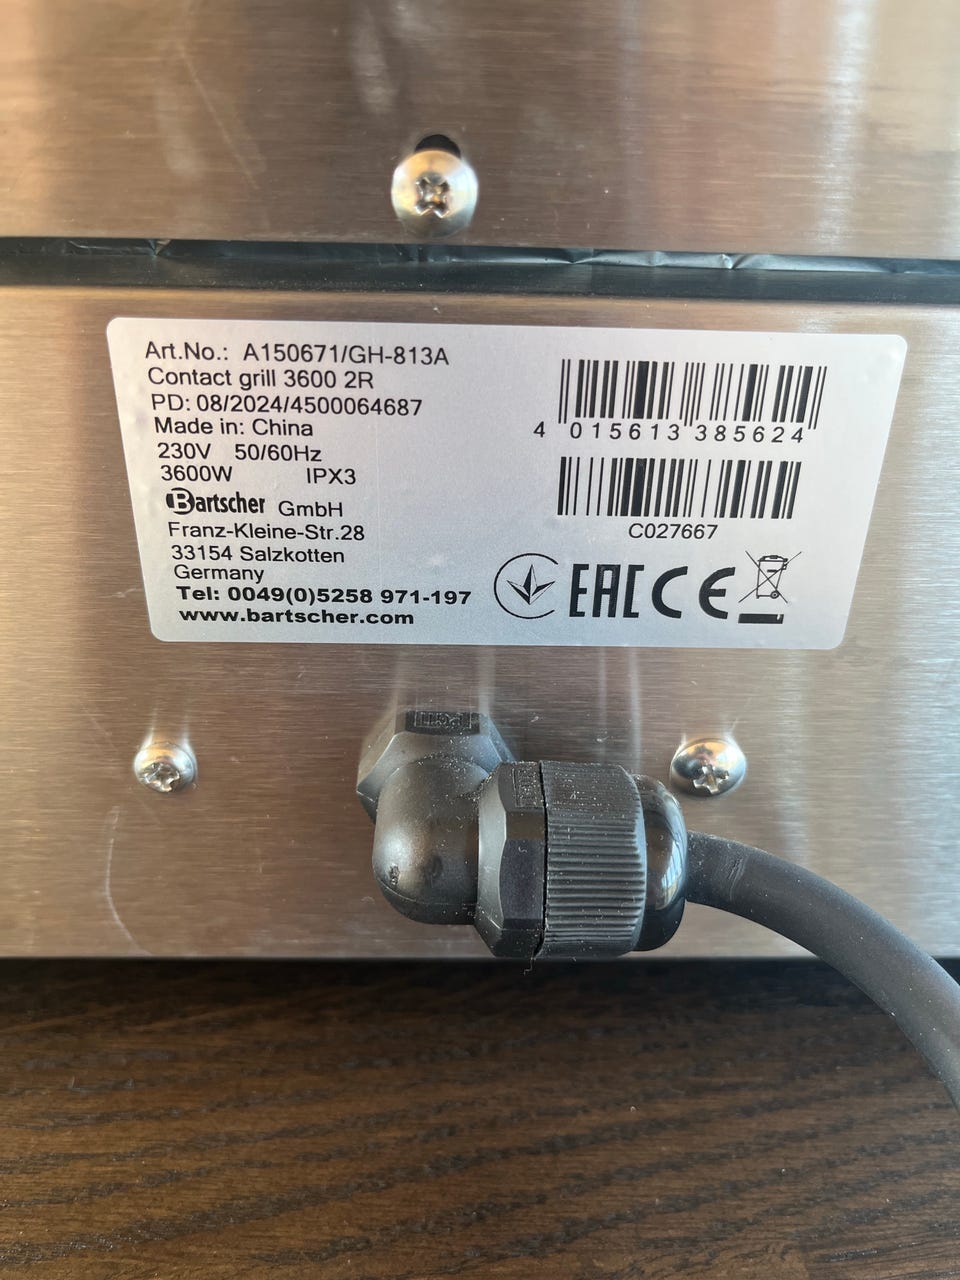 Art.No.: A150671/GH-813A
Contact grill 3600 2R
PD: 08/2024/4500064687
Made in: China
230V 50/60Hz
3600W IPX3
Bartscher GmbH
Franz-Kleine-Str.28
33154 Salzkotten
Germany
Tel: 0049(0)5258 971-197
www.bartscher.com
4 015613 385624
C027667
EAC CE